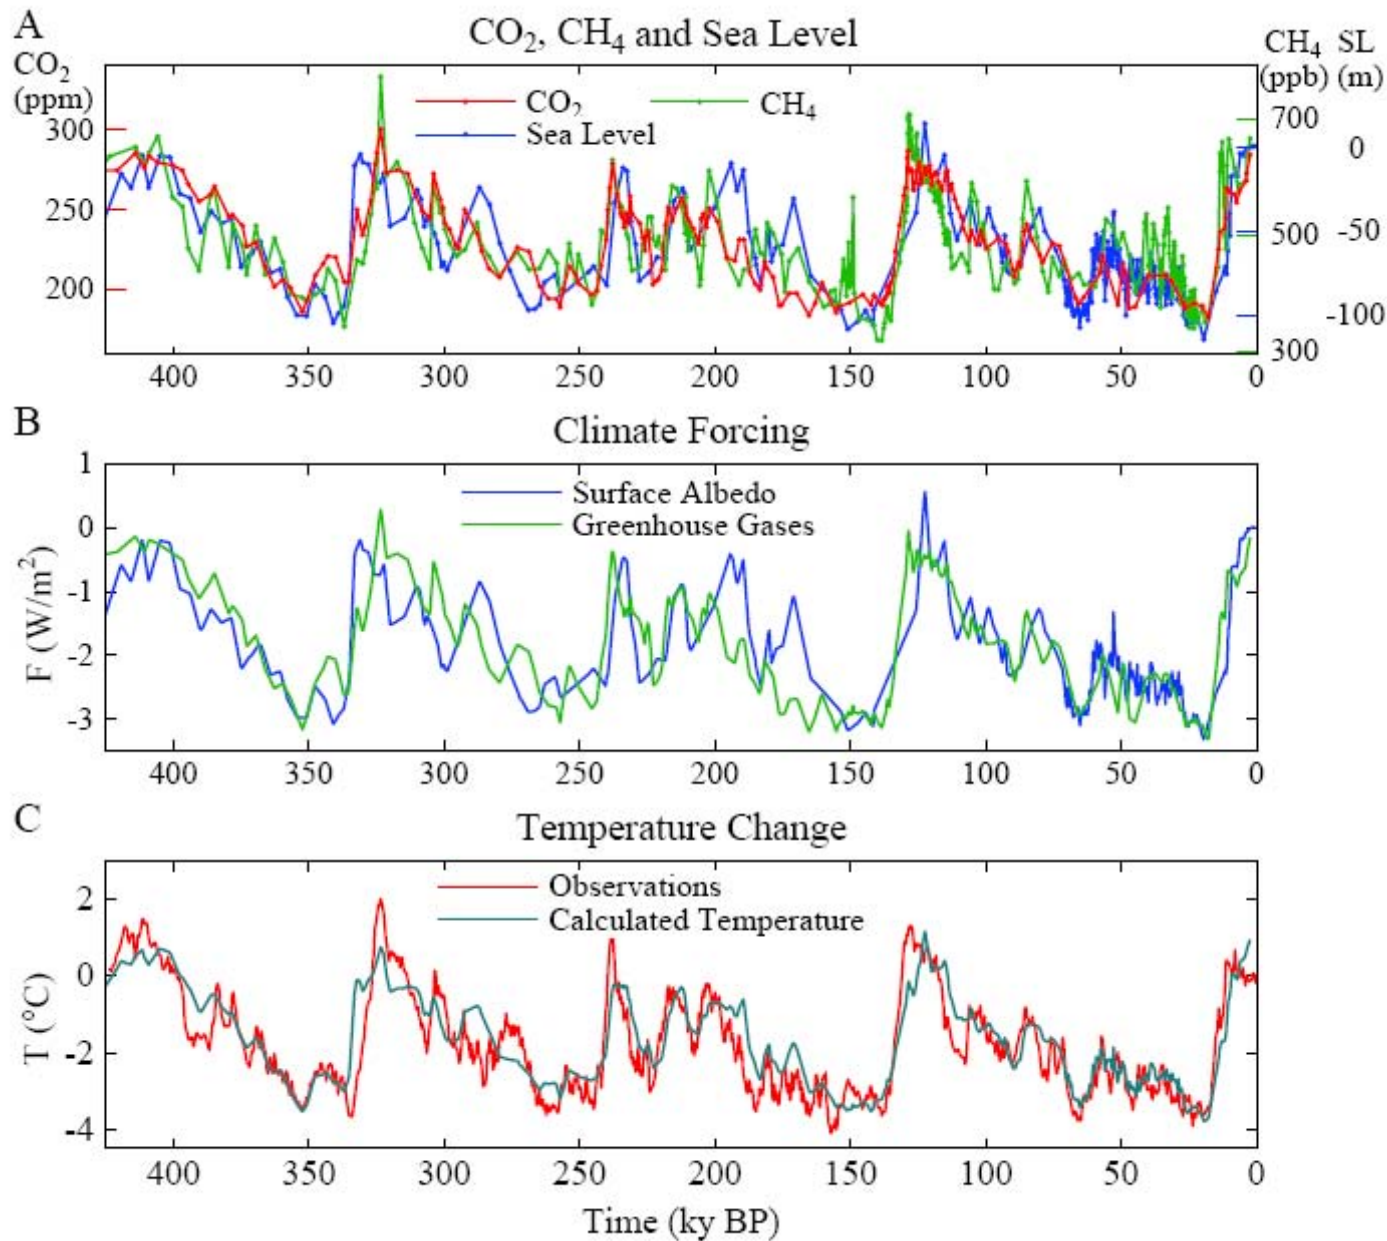 A
CO₂, CH₄ and Sea Level
CO₂
(ppm)
CH₄ SL
(ppb) (m)
CO₂ CH₄
Sea Level
300
250
200
700
0
500
-50
-100
300
400 350 300 250 200 150 100 50 0
B
Climate Forcing
Surface Albedo
Greenhouse Gases
1
0
-1
-2
-3
F (W/m²)
400 350 300 250 200 150 100 50 0
C
Temperature Change
Observations
Calculated Temperature
2
0
-2
-4
T (°C)
400 350 300 250 200 150 100 50 0
Time (ky BP)